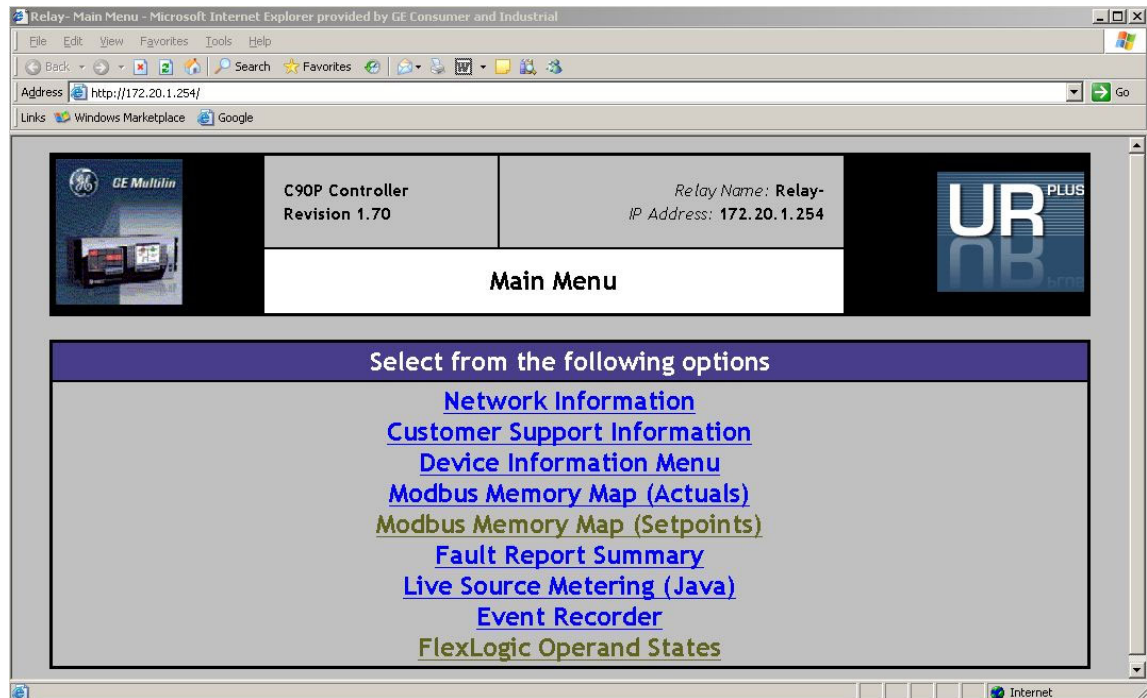 Relay- Main Menu - Microsoft Internet Explorer provided by GE Consumer and Industrial
File Edit View Favorites Tools Help
Back Search Favorites
Address http://172.20.1.254/ Go
Links Windows Marketplace Google
GE Multilin
C90P Controller
Revision 1.70
Relay Name: Relay-
IP Address: 172.20.1.254
UR PLUS
Main Menu
Select from the following options
Network Information
Customer Support Information
Device Information Menu
Modbus Memory Map (Actuals)
Modbus Memory Map (Setpoints)
Fault Report Summary
Live Source Metering (Java)
Event Recorder
FlexLogic Operand States
Internet